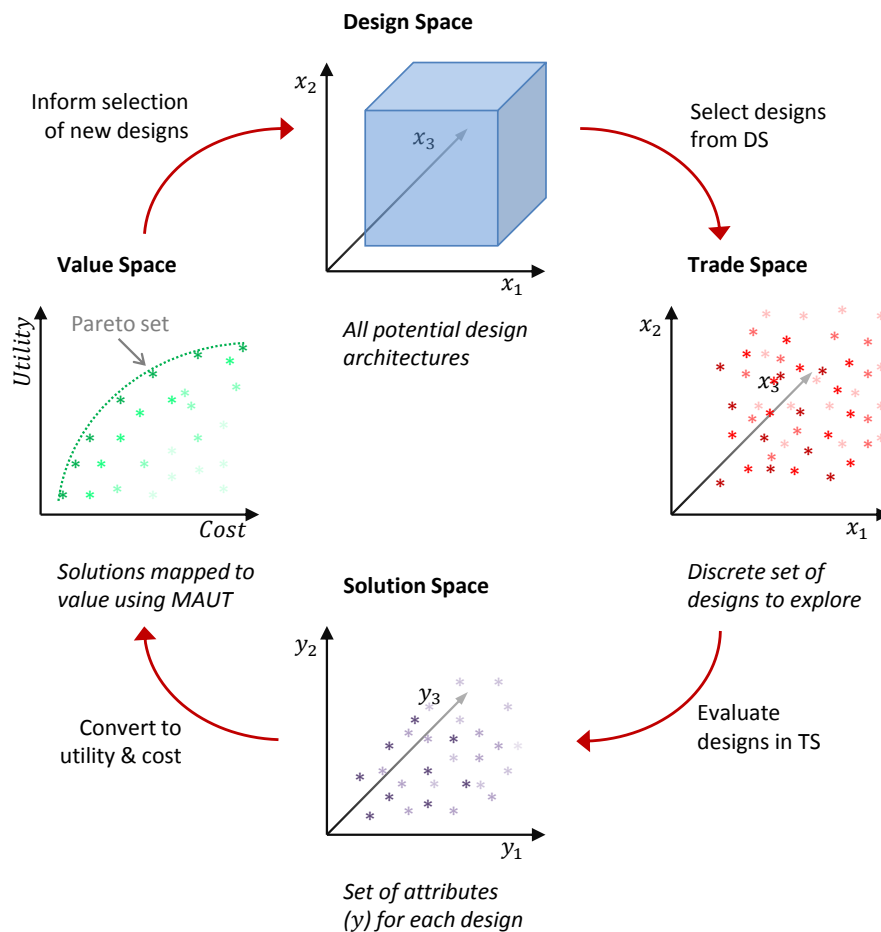 Design Space
x2
x3
x1
All potential design
architectures
Inform selection
of new designs
Select designs
from DS
Trade Space
x2
x3
x1
Discrete set of
designs to explore
Evaluate
designs in TS
Solution Space
y2
y3
y1
Set of attributes
(y) for each design
Convert to
utility & cost
Value Space
Utility
Pareto set
Cost
Solutions mapped to
value using MAUT